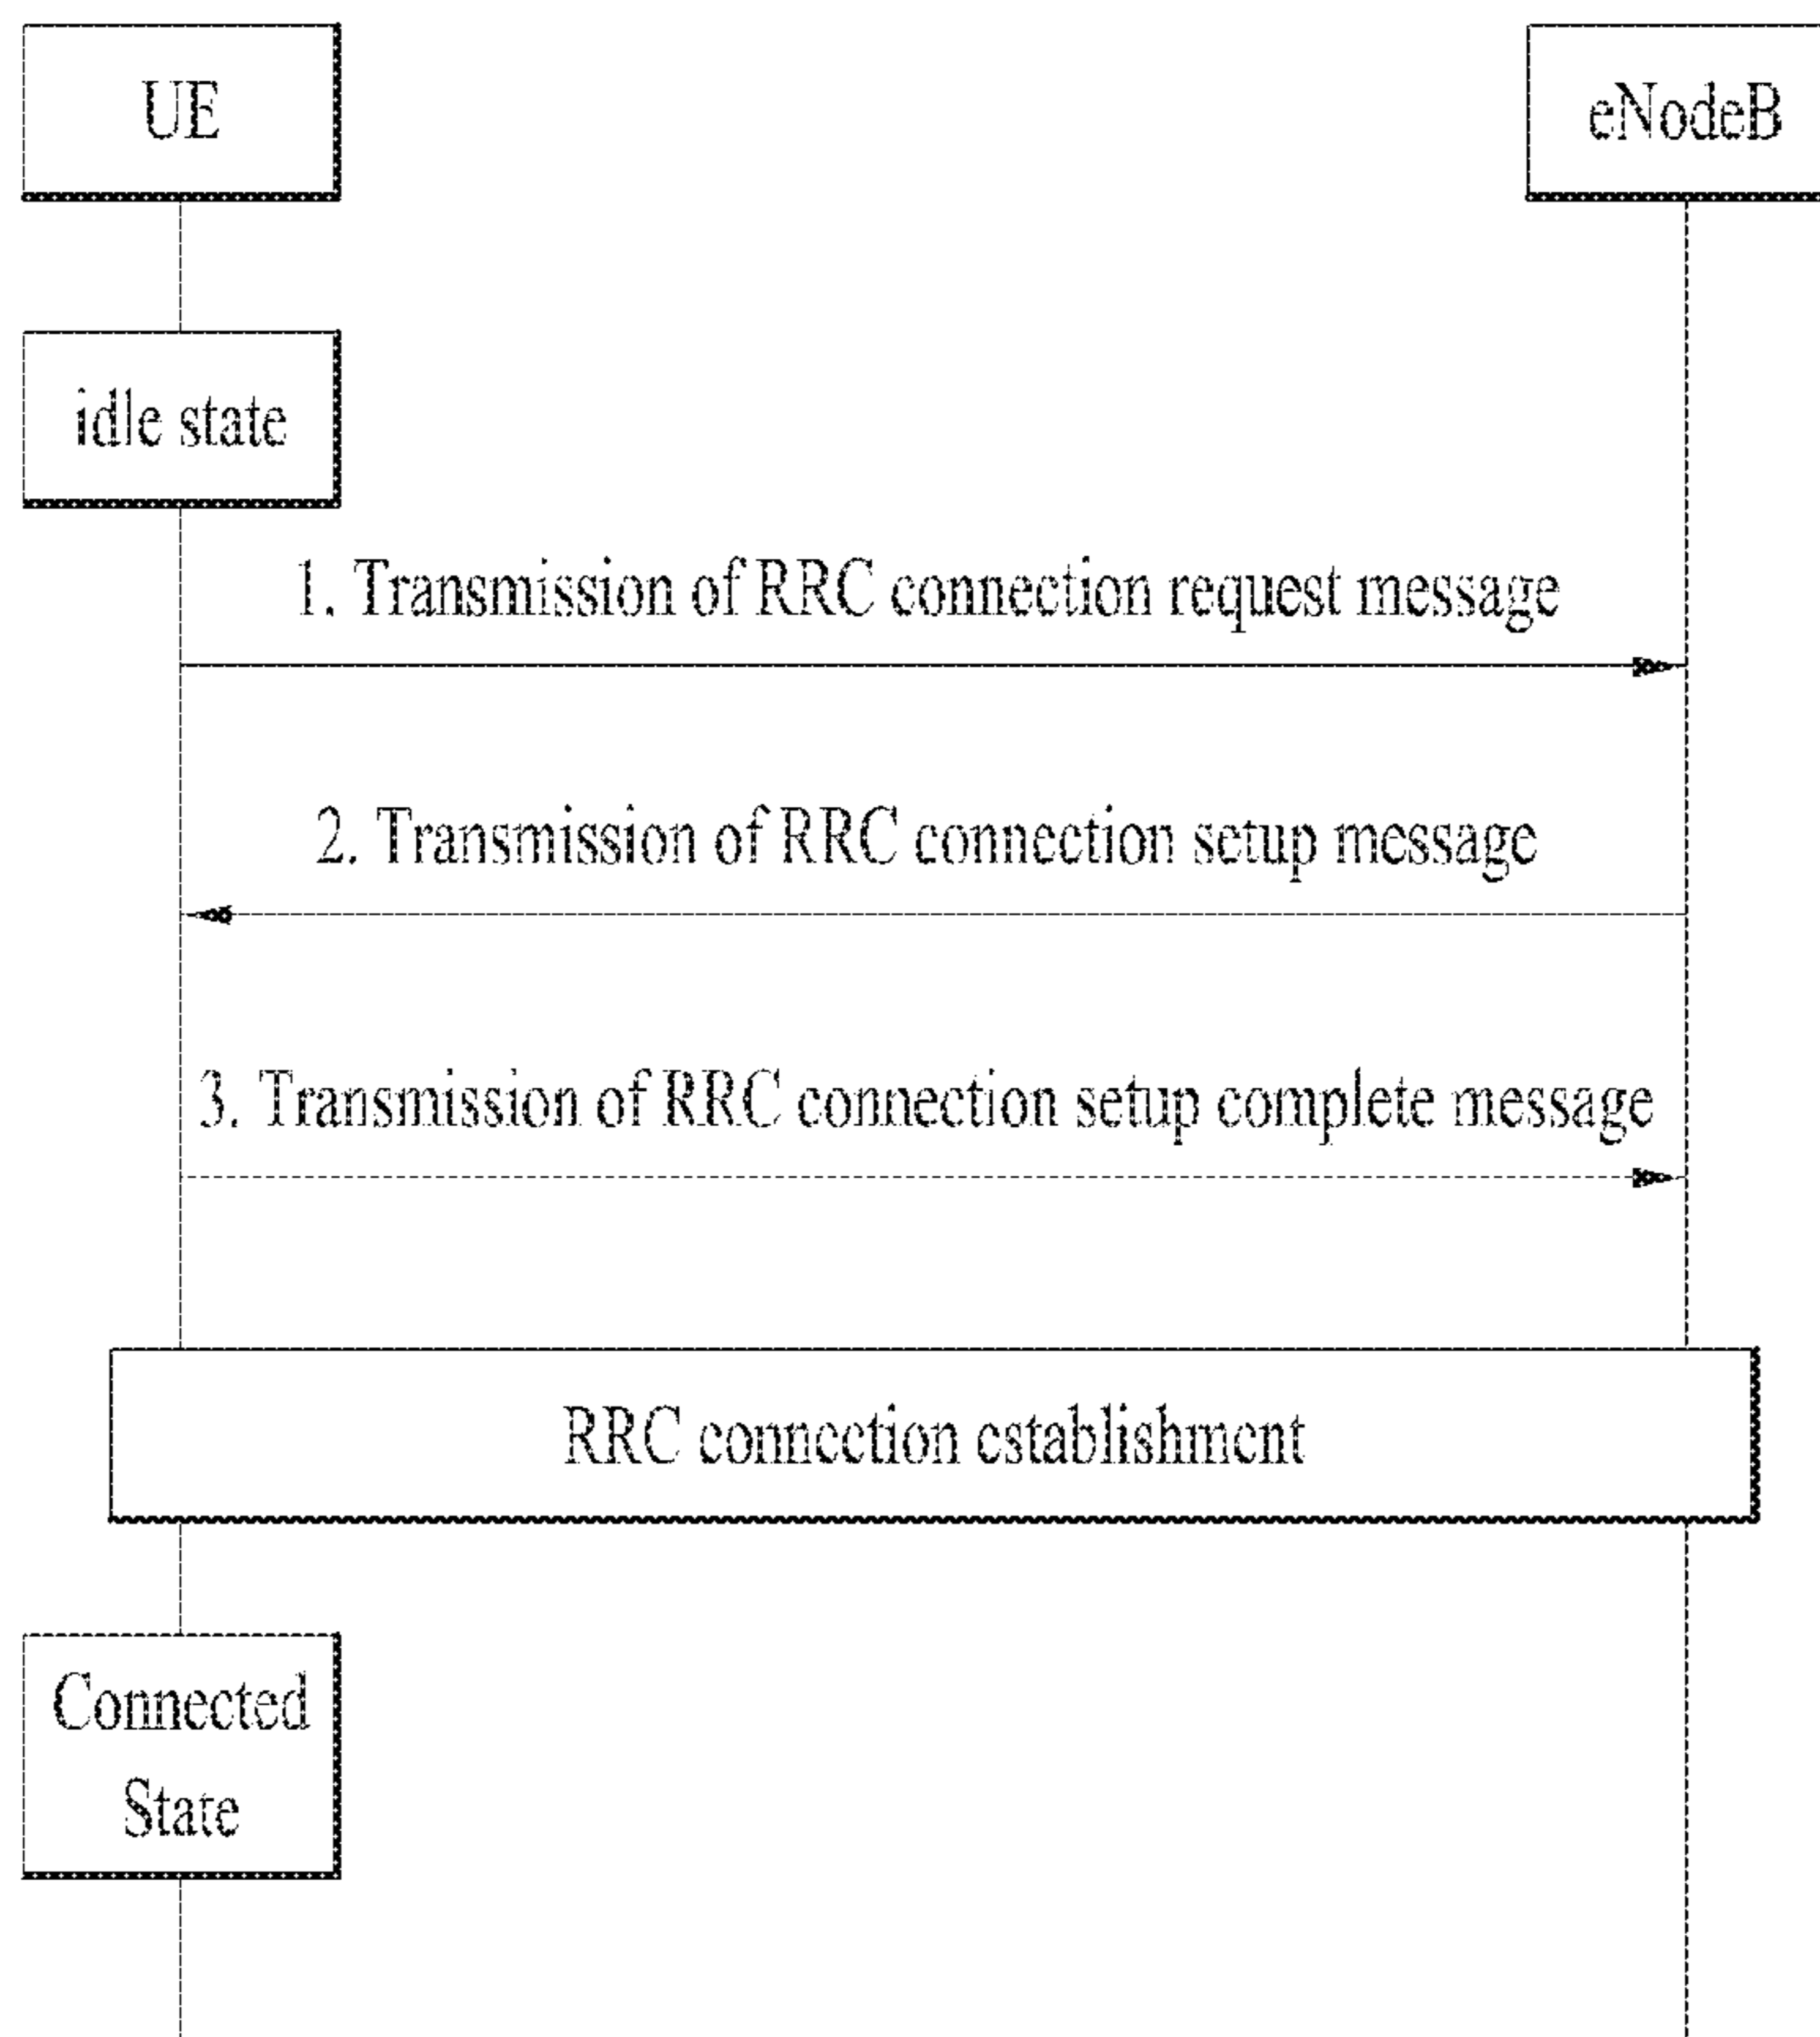 UE
eNodeB
idle state
1. Transmission of RRC connection request message
2. Transmission of RRC connection setup message
3. Transmission of RRC connection setup complete message
RRC connection establishment
Connected
State